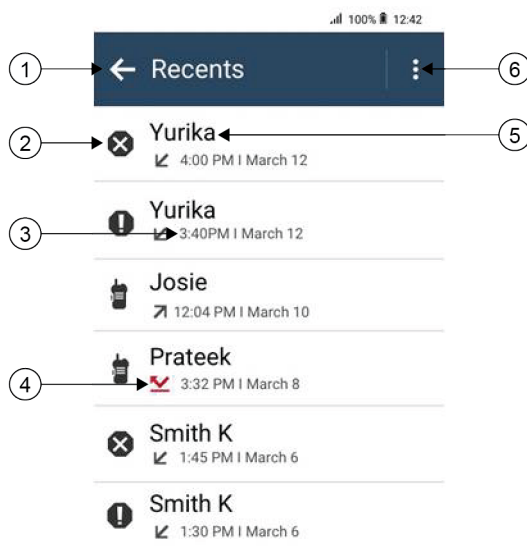 100% 12:42
1 Recents 6
2 Yurika 5
4:00 PM I March 12
Yurika
3 3:40PM I March 12
Josie
12:04 PM I March 10
Prateek
4 3:32 PM I March 8
Smith K
1:45 PM I March 6
Smith K
1:30 PM I March 6